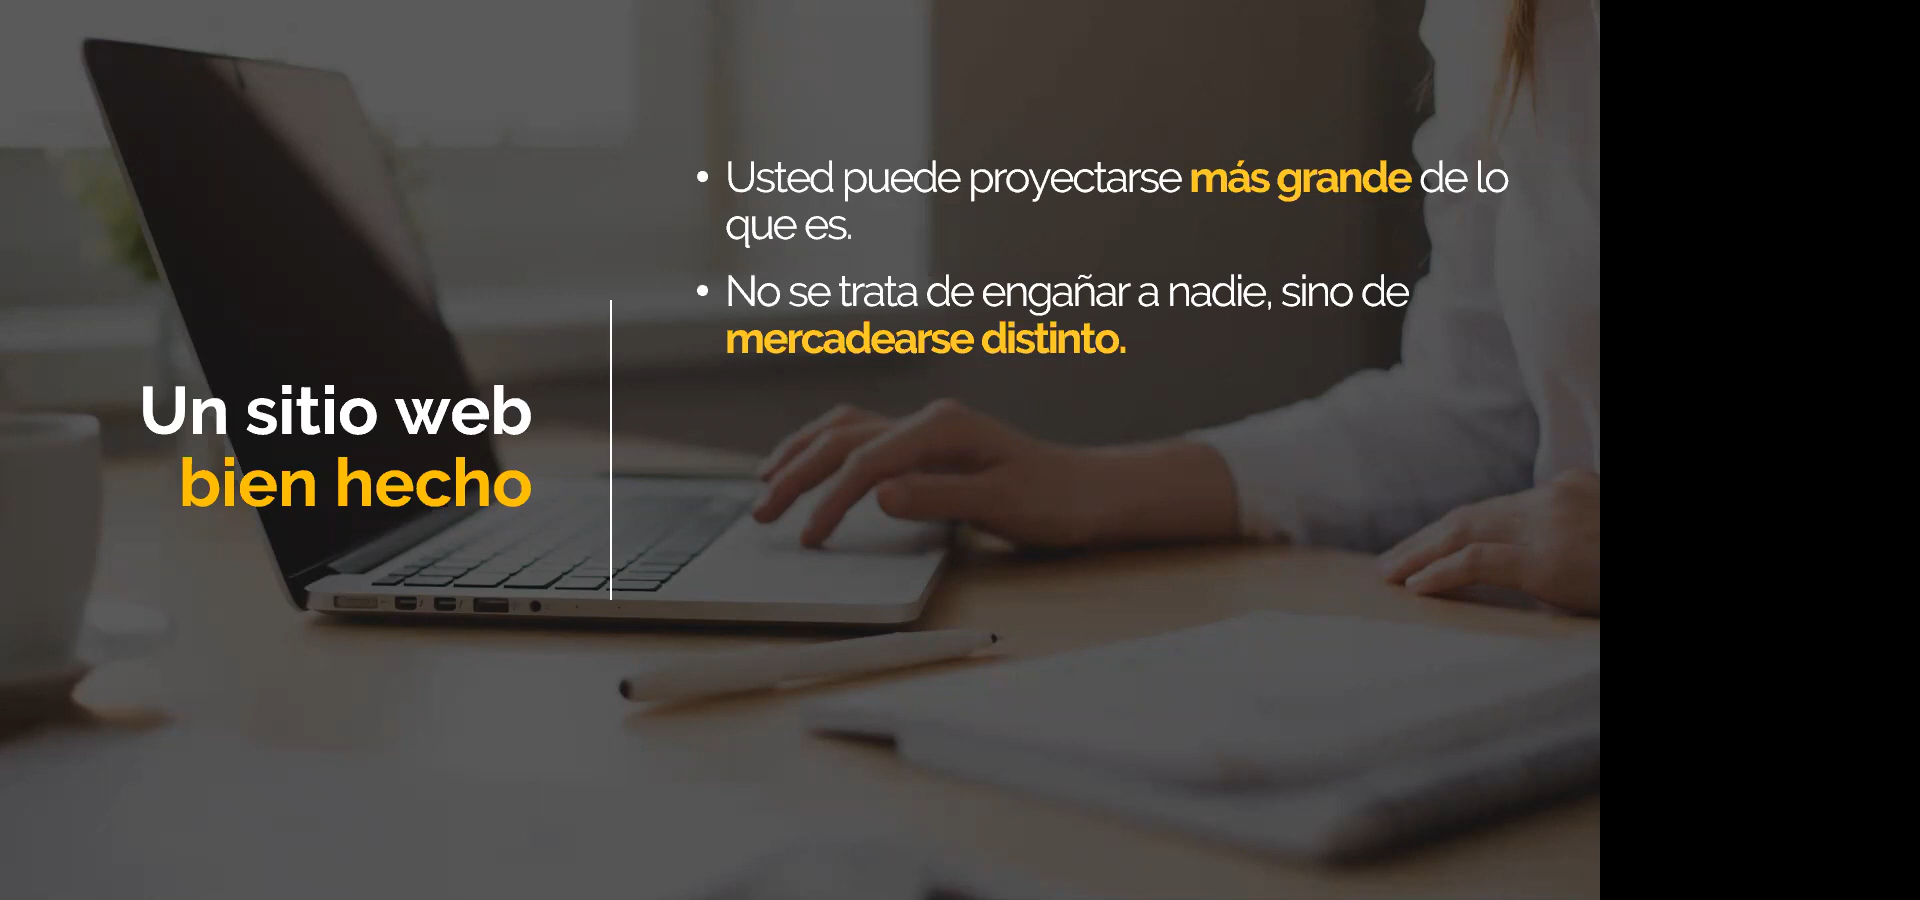 Un sitio web
bien hecho
• Usted puede proyectarse más grande de lo
que es.
• No se trata de engañar a nadie, sino de
mercadearse distinto.